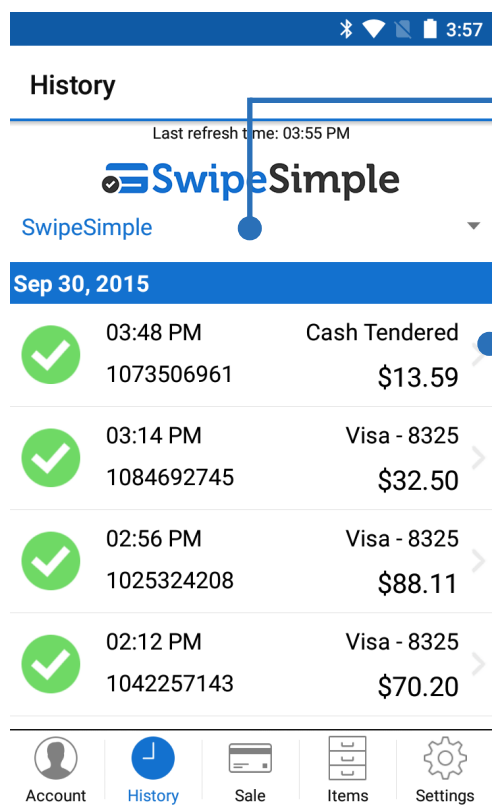 3:57
History
Last refresh time: 03:55 PM
SwipeSimple
SwipeSimple
Sep 30, 2015
03:48 PM Cash Tendered
1073506961 $13.59
03:14 PM Visa - 8325
1084692745 $32.50
02:56 PM Visa - 8325
1025324208 $88.11
02:12 PM Visa - 8325
1042257143 $70.20
Account History Sale Items Settings